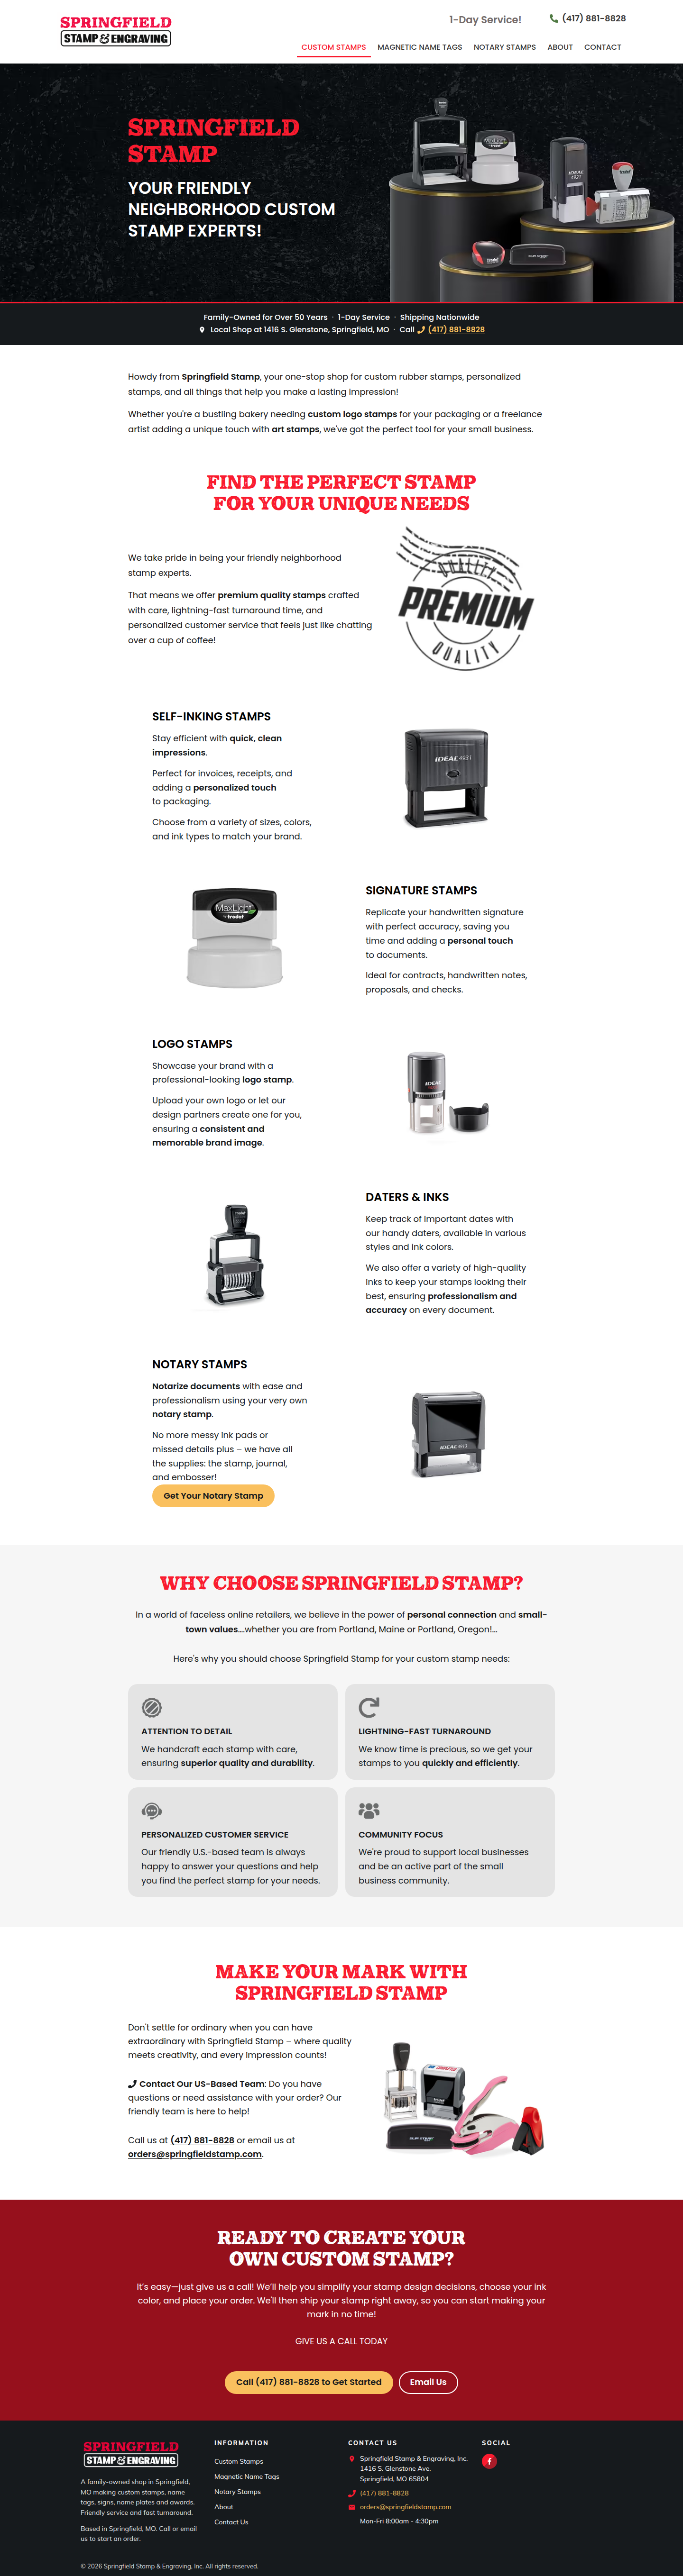 SPRINGFIELD
STAMP & ENGRAVING
1-Day Service!
(417) 881-8828
CUSTOM STAMPS
MAGNETIC NAME TAGS
NOTARY STAMPS
ABOUT
CONTACT
SPRINGFIELD
STAMP
YOUR FRIENDLY
NEIGHBORHOOD CUSTOM
STAMP EXPERTS!
Family-Owned for Over 50 Years · 1-Day Service · Shipping Nationwide
Local Shop at 1416 S. Glenstone, Springfield, MO · Call (417) 881-8828
Howdy from Springfield Stamp, your one-stop shop for custom rubber stamps, personalized
stamps, and all things that help you make a lasting impression!
Whether you're a bustling bakery needing custom logo stamps for your packaging or a freelance
artist adding a unique touch with art stamps, we've got the perfect tool for your small business.
FIND THE PERFECT STAMP
FOR YOUR UNIQUE NEEDS
We take pride in being your friendly neighborhood
stamp experts.
That means we offer premium quality stamps crafted
with care, lightning-fast turnaround time, and
personalized customer service that feels just like chatting
over a cup of coffee!
QUALITY
PREMIUM
QUALITY
SELF-INKING STAMPS
Stay efficient with quick, clean
impressions.
Perfect for invoices, receipts, and
adding a personalized touch
to packaging.
Choose from a variety of sizes, colors,
and ink types to match your brand.
IDEAL 4931
MaxLight
by trodat
SIGNATURE STAMPS
Replicate your handwritten signature
with perfect accuracy, saving you
time and adding a personal touch
to documents.
Ideal for contracts, handwritten notes,
proposals, and checks.
LOGO STAMPS
Showcase your brand with a
professional-looking logo stamp.
Upload your own logo or let our
design partners create one for you,
ensuring a consistent and
memorable brand image.
IDEAL
DATERS & INKS
Keep track of important dates with
our handy daters, available in various
styles and ink colors.
We also offer a variety of high-quality
inks to keep your stamps looking their
best, ensuring professionalism and
accuracy on every document.
NOTARY STAMPS
Notarize documents with ease and
professionalism using your very own
notary stamp.
No more messy ink pads or
missed details plus – we have all
the supplies: the stamp, journal,
and embosser!
Get Your Notary Stamp
IDEAL
WHY CHOOSE SPRINGFIELD STAMP?
In a world of faceless online retailers, we believe in the power of personal connection and small-
town values....whether you are from Portland, Maine or Portland, Oregon!...
Here's why you should choose Springfield Stamp for your custom stamp needs:
ATTENTION TO DETAIL
We handcraft each stamp with care,
ensuring superior quality and durability.
LIGHTNING-FAST TURNAROUND
We know time is precious, so we get your
stamps to you quickly and efficiently.
PERSONALIZED CUSTOMER SERVICE
Our friendly U.S.-based team is always
happy to answer your questions and help
you find the perfect stamp for your needs.
COMMUNITY FOCUS
We're proud to support local businesses
and be an active part of the small
business community.
MAKE YOUR MARK WITH
SPRINGFIELD STAMP
Don't settle for ordinary when you can have
extraordinary with Springfield Stamp – where quality
meets creativity, and every impression counts!
Contact Our US-Based Team: Do you have
questions or need assistance with your order? Our
friendly team is here to help!
Call us at (417) 881-8828 or email us at
orders@springfieldstamp.com.
READY TO CREATE YOUR
OWN CUSTOM STAMP?
It's easy—just give us a call! We'll help you simplify your stamp design decisions, choose your ink
color, and place your order. We'll then ship your stamp right away, so you can start making your
mark in no time!
GIVE US A CALL TODAY
Call (417) 881-8828 to Get Started
Email Us
SPRINGFIELD
STAMP & ENGRAVING
A family-owned shop in Springfield,
MO making custom stamps, name
tags, signs, name plates and awards.
Friendly service and fast turnaround.
Based in Springfield, MO. Call or email
us to start an order.
INFORMATION
Custom Stamps
Magnetic Name Tags
Notary Stamps
About
Contact Us
CONTACT US
Springfield Stamp & Engraving, Inc.
1416 S. Glenstone Ave.
Springfield, MO 65804
(417) 881-8828
orders@springfieldstamp.com
Mon-Fri 8:00am - 4:30pm
SOCIAL
© 2026 Springfield Stamp & Engraving, Inc. All rights reserved.